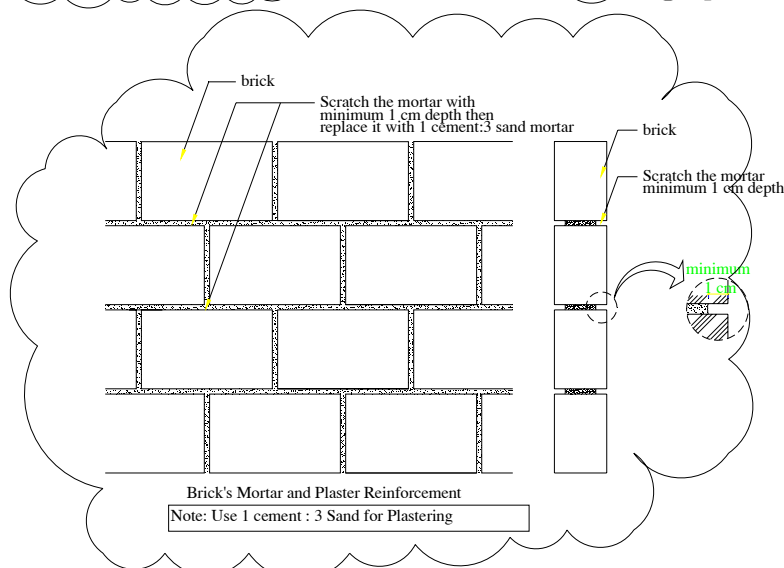 brick
Scratch the mortar with
minimum 1 cm depth then
replace it with 1 cement:3 sand mortar
brick
Scratch the mortar
minimum 1 cm depth
minimum
1 cm
Brick's Mortar and Plaster Reinforcement
Note: Use 1 cement : 3 Sand for Plastering